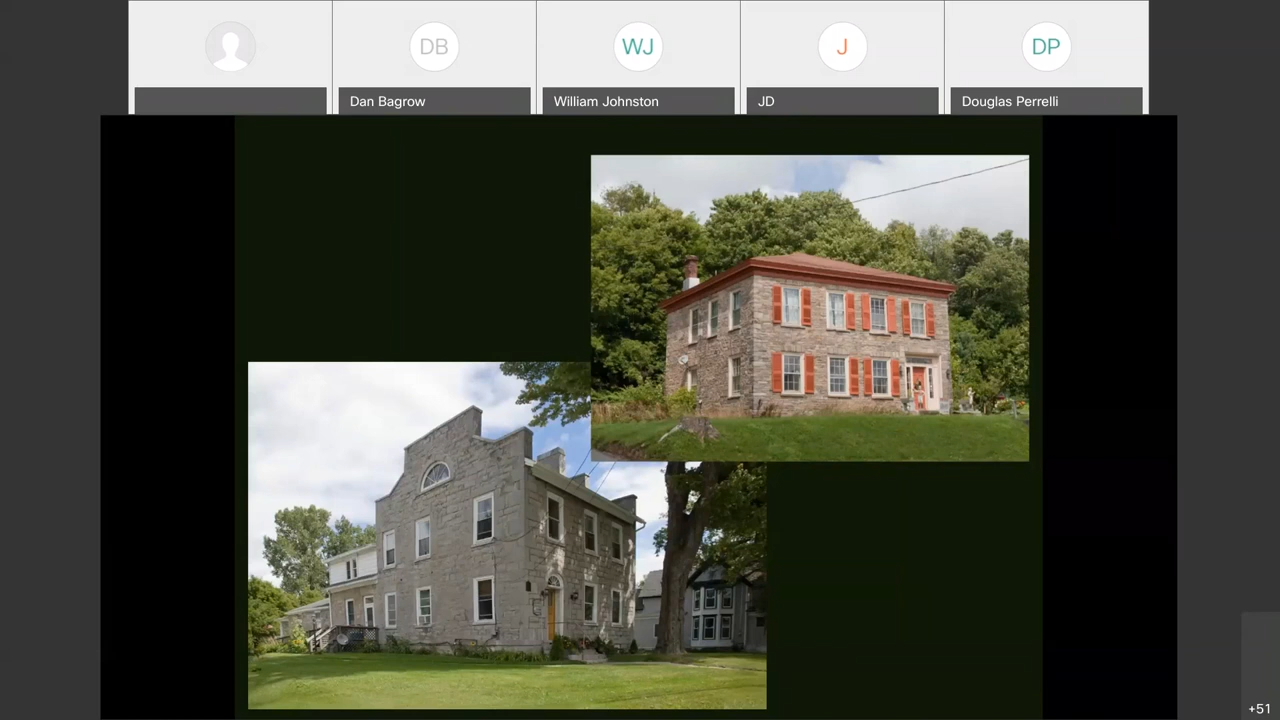 DB
WJ
J
DP
Dan Bagrow
William Johnston
JD
Douglas Perrelli
+51